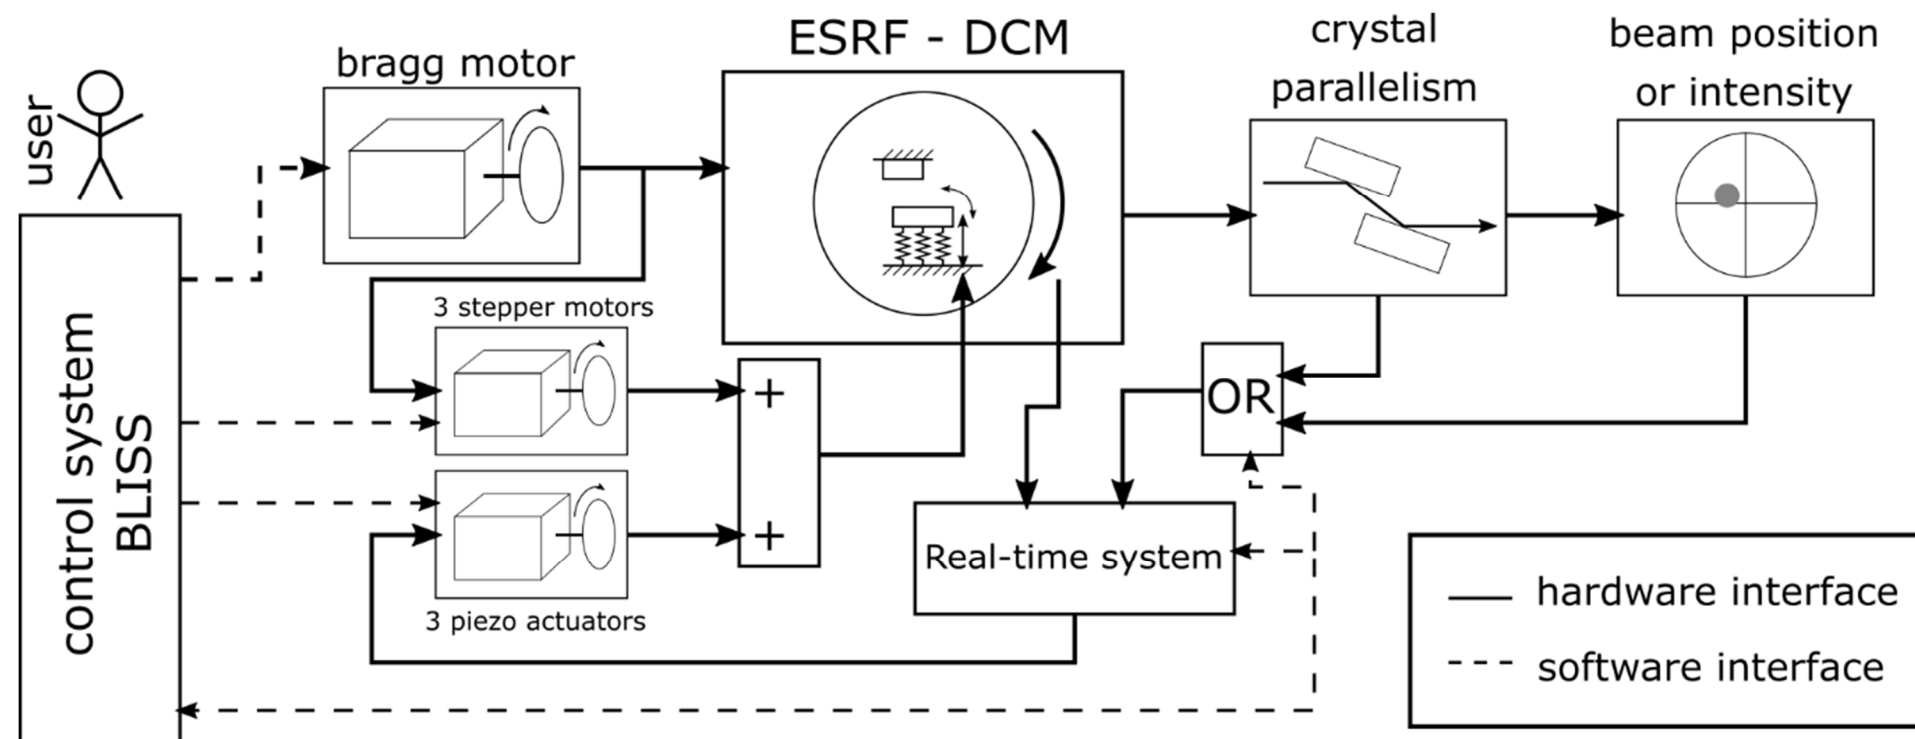 ESRF - DCM
crystal
parallelism
beam position
or intensity
bragg motor
user
control system
BLISS
3 stepper motors
+
+
3 piezo actuators
OR
Real-time system
hardware interface
software interface